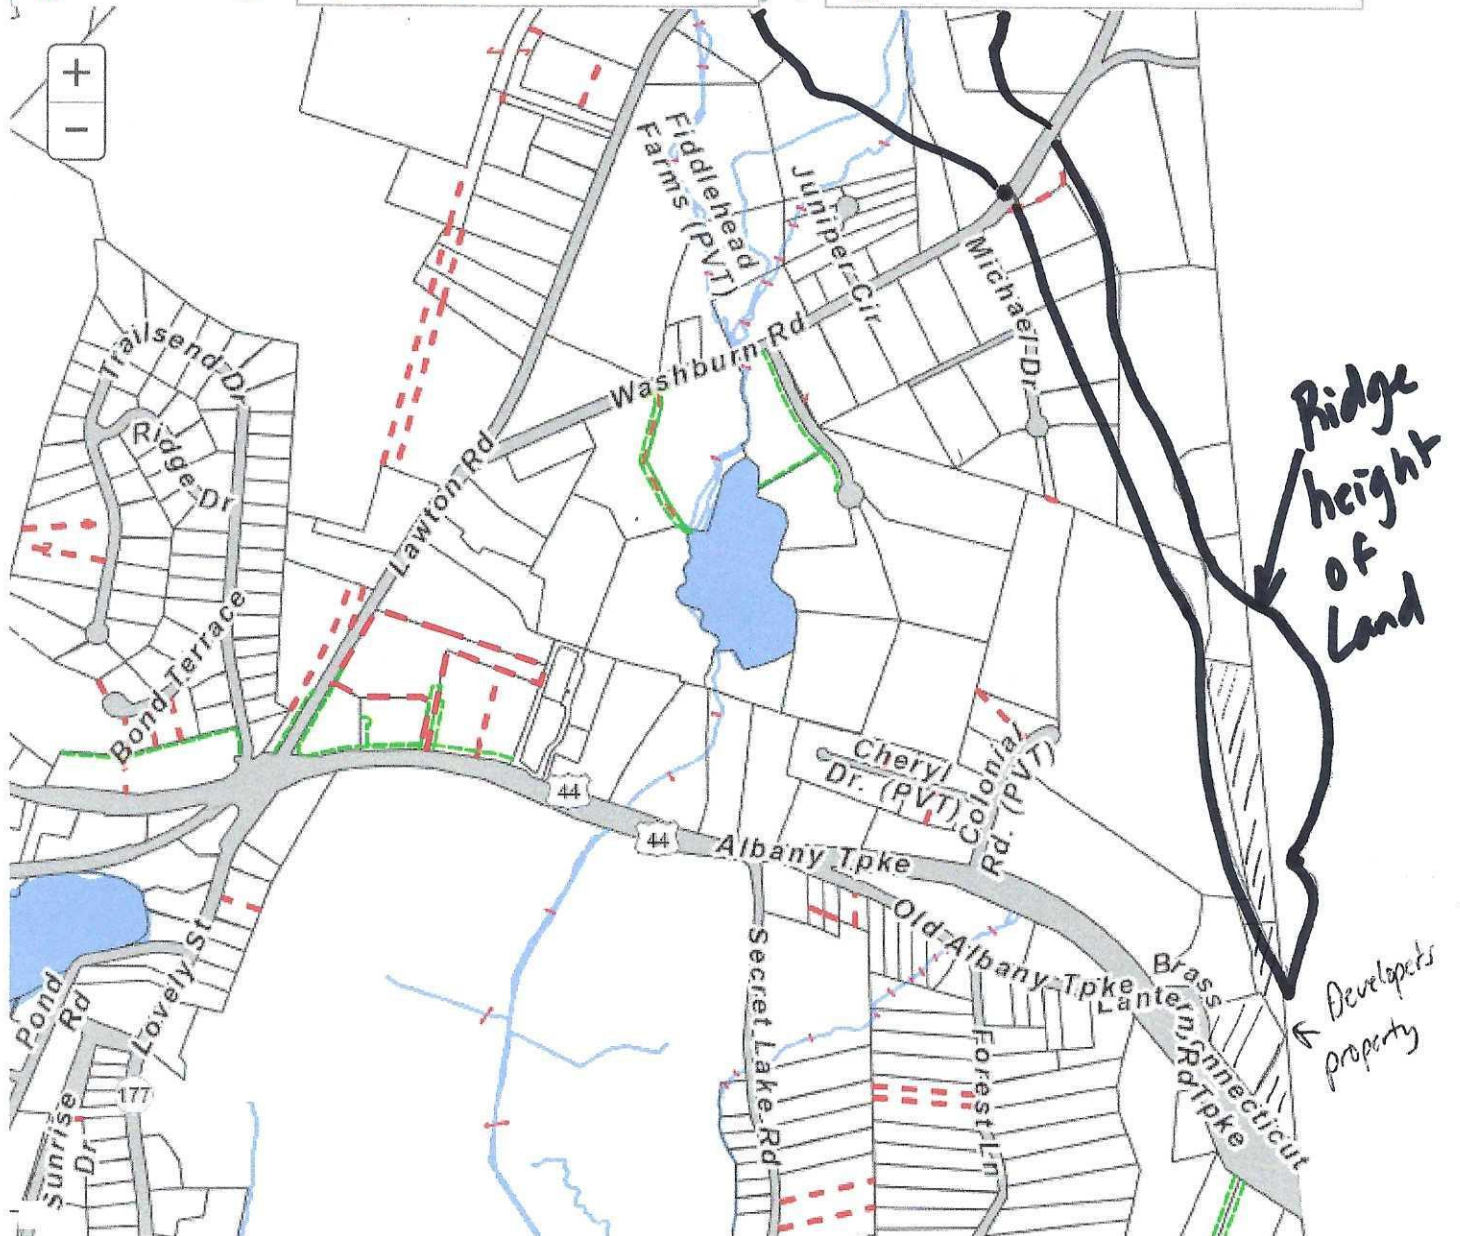 +
−
Fiddlehead
Farms (PVT)
Juniper Cir
Michael Dr
Washburn Rd
Trailsend Dr
Ridge Dr
Lawton Rd
Ridge
height
of
Land
Bond Terrace
44
44
Albany Tpke
Cheryl
Dr. (PVT)
Colonial
Rd. (PVT)
Old Albany Tpke
Brass
Lantern Rd
Connecticut
Tpke
Developers
property
Secret Lake Rd
Forest Ln
Lovely St
Pond
Rd
177
Sunrise
Dr